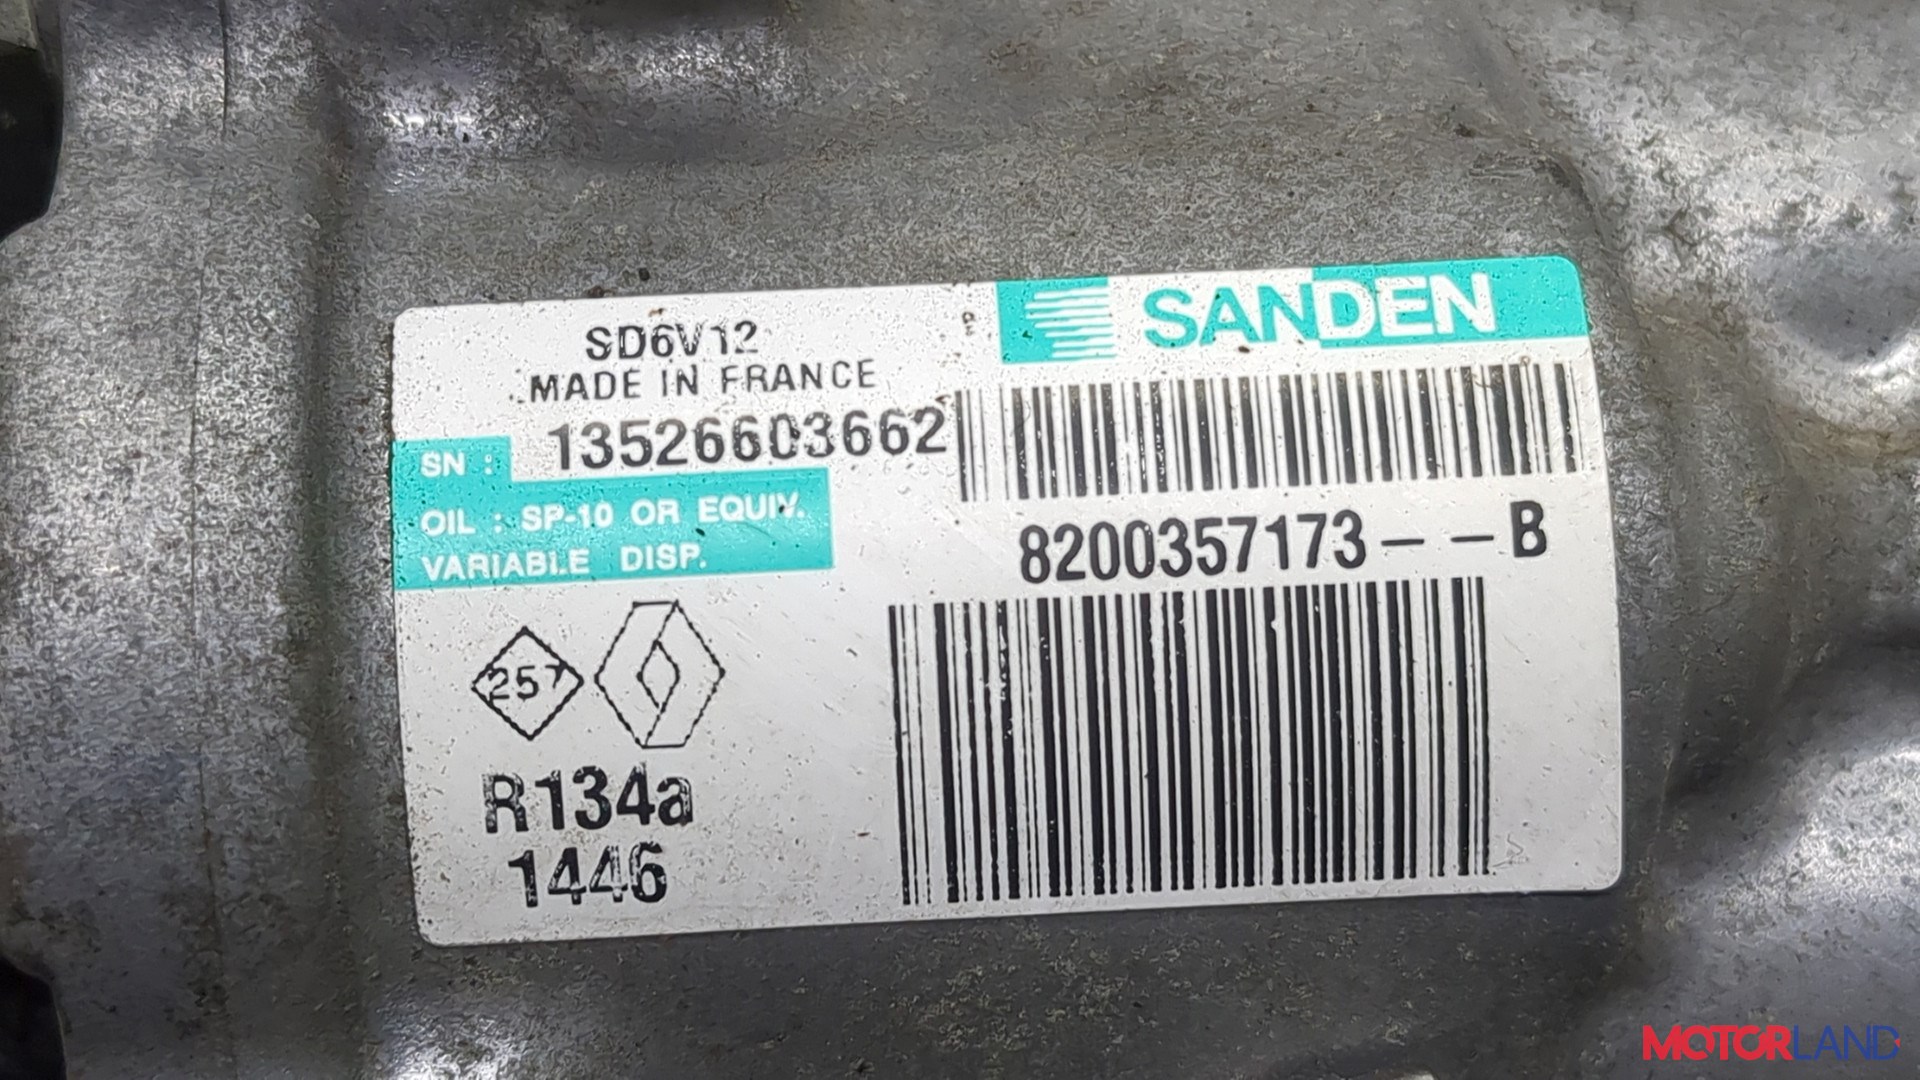 SD6V12
MADE IN FRANCE
SANDEN
SN : 13526603662
OIL : SP-10 OR EQUIV.
VARIABLE DISP.
8200357173 – – B
257
R134a
1446
MOTORLAND